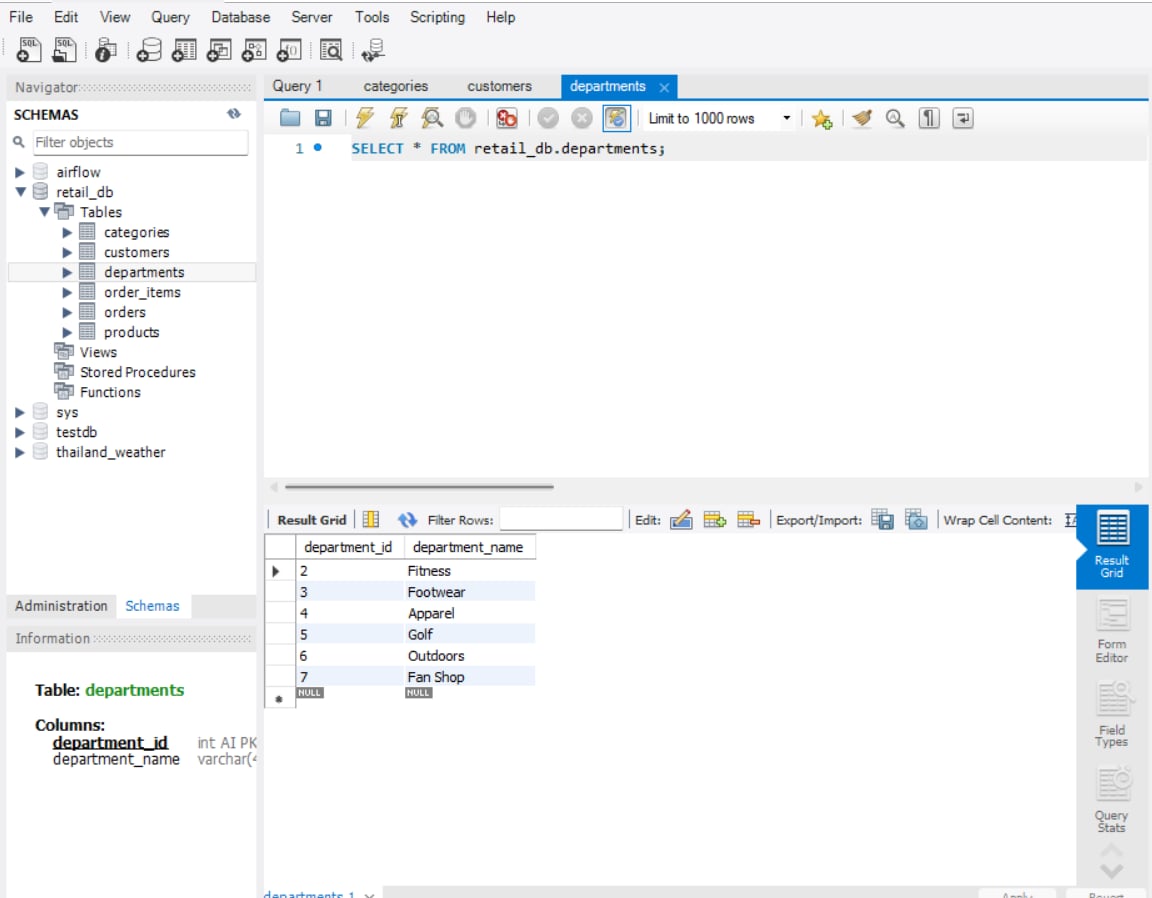 File Edit View Query Database Server Tools Scripting Help
SQL SQL
Navigator
SCHEMAS
Filter objects
airflow
retail_db
Tables
categories
customers
departments
order_items
orders
products
Views
Stored Procedures
Functions
sys
testdb
thailand_weather
Administration Schemas
Information
Table: departments
Columns:
department_id int AI PK
department_name varchar(4
Query 1 categories customers departments
Limit to 1000 rows
1 SELECT * FROM retail_db.departments;
Result Grid Filter Rows: Edit: Export/Import: Wrap Cell Content:
department_id department_name
2 Fitness
3 Footwear
4 Apparel
5 Golf
6 Outdoors
7 Fan Shop
NULL NULL
Result
Grid
Form
Editor
Field
Types
Query
Stats
departments 1
Apply Revert